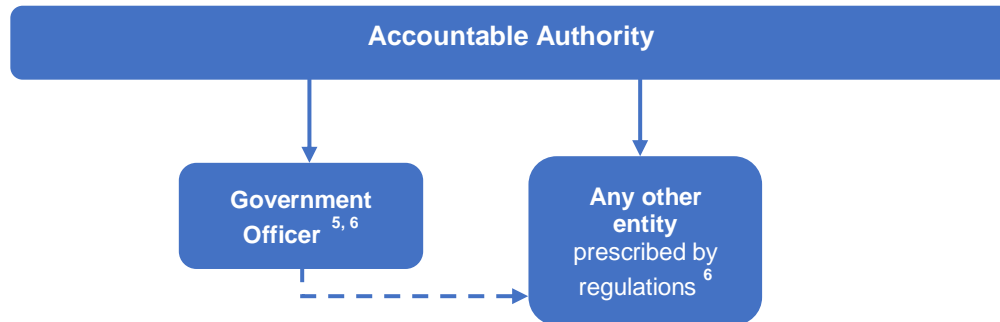 Accountable Authority
Government
Officer 5, 6
Any other
entity
prescribed by
regulations 6